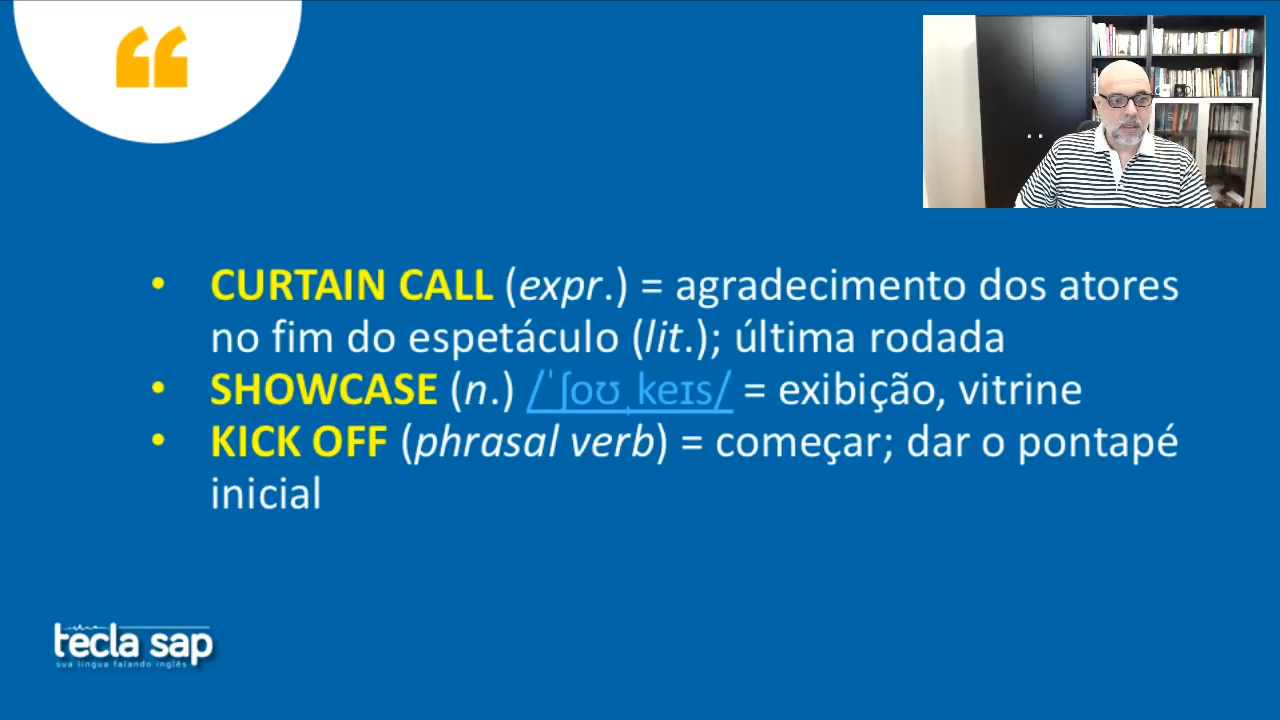 “
• CURTAIN CALL (expr.) = agradecimento dos atores
no fim do espetáculo (lit.); última rodada
• SHOWCASE (n.) /ˈʃoʊˌkeɪs/ = exibição, vitrine
• KICK OFF (phrasal verb) = começar; dar o pontapé
inicial
tecla sap
sua língua falando inglês